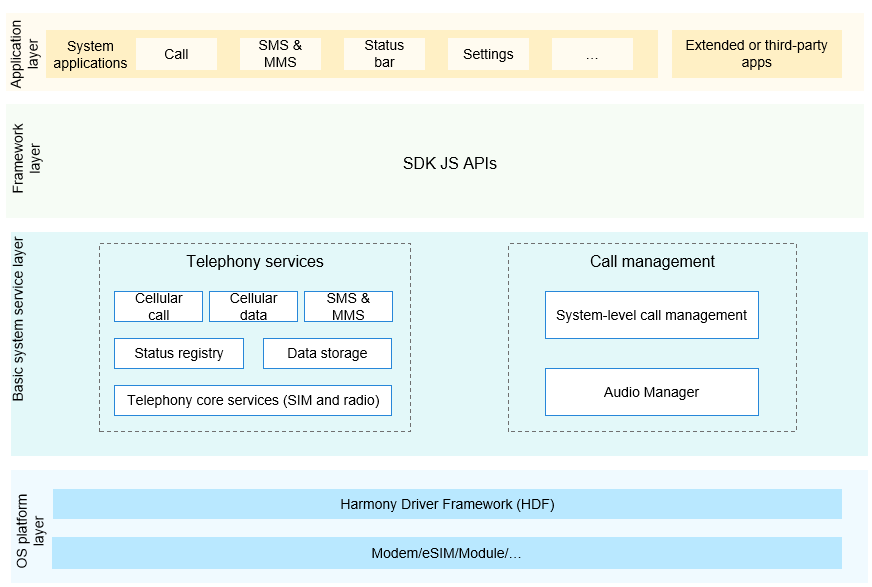 Application
layer
System
applications
Call
SMS &
MMS
Status
bar
Settings
...
Extended or third-party
apps
Framework
layer
SDK JS APIs
Basic system service layer
Telephony services
Cellular
call
Cellular
data
SMS &
MMS
Status registry
Data storage
Telephony core services (SIM and radio)
Call management
System-level call management
Audio Manager
OS platform
layer
Harmony Driver Framework (HDF)
Modem/eSIM/Module/...